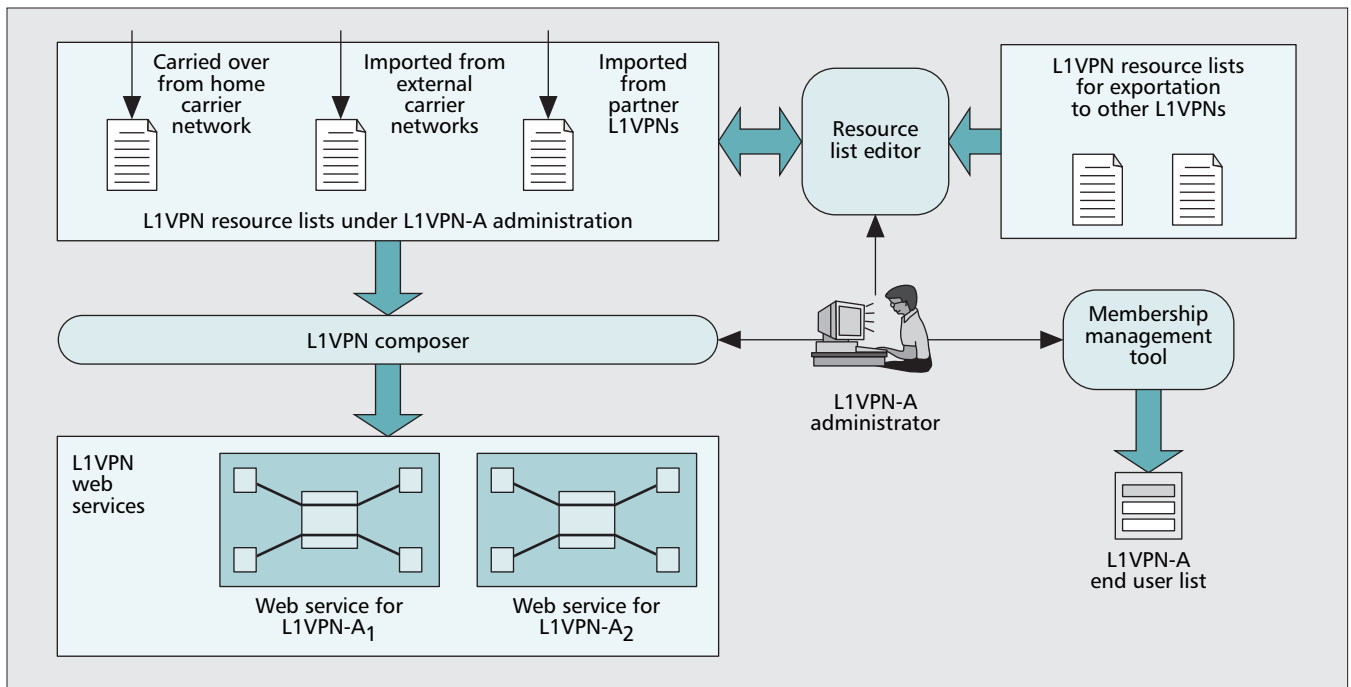 Carried over
from home
carrier
network
Imported from
external
carrier
networks
Imported
from
partner
L1VPNs
L1VPN resource lists under L1VPN-A administration
Resource
list editor
L1VPN resource lists
for exportation
to other L1VPNs
L1VPN composer
L1VPN-A
administrator
Membership
management
tool
L1VPN
web
services
Web service for
L1VPN-A1
Web service for
L1VPN-A2
L1VPN-A
end user list